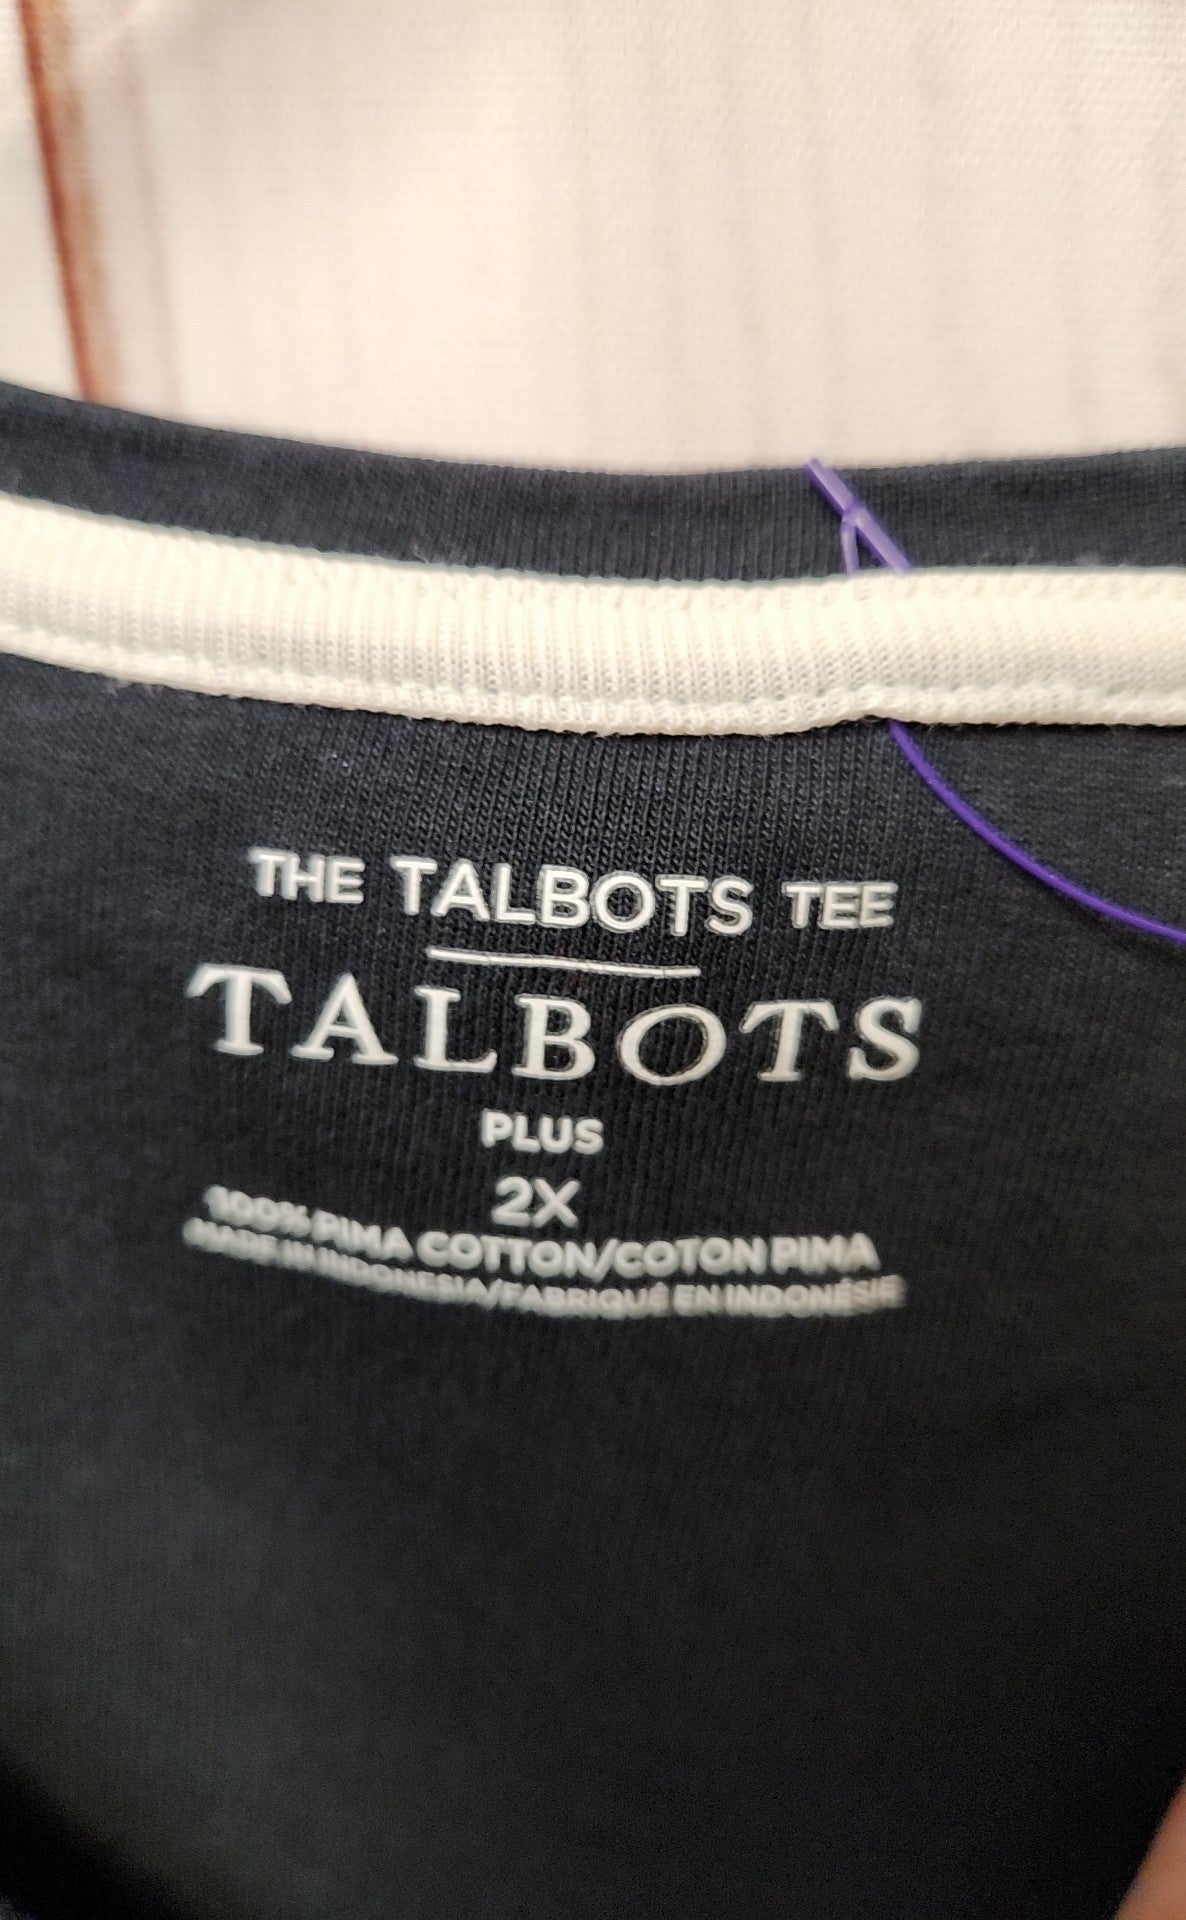 THE TALBOTS TEE
TALBOTS
PLUS
2X
100% PIMA COTTON/COTON PIMA
MADE IN INDONESIA/FABRIQUÉ EN INDONÉSIE